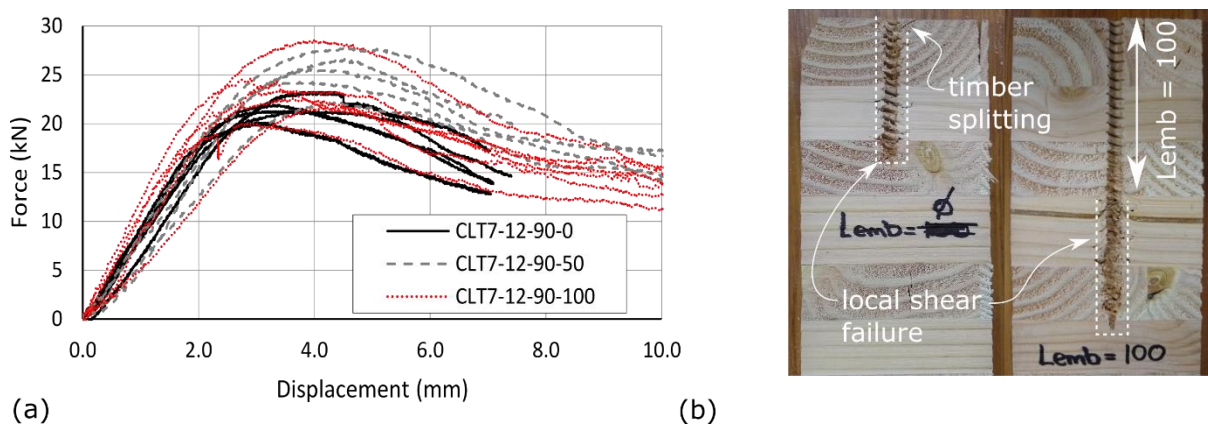 30
25
20
15
10
5
0
Force (kN)
0.0 2.0 4.0 6.0 8.0 10.0
Displacement (mm)
CLT7-12-90-0
CLT7-12-90-50
CLT7-12-90-100
(a)
timber
splitting
Lemb = 100
Lemb = ϕ
local shear
failure
Lemb = 100
(b)